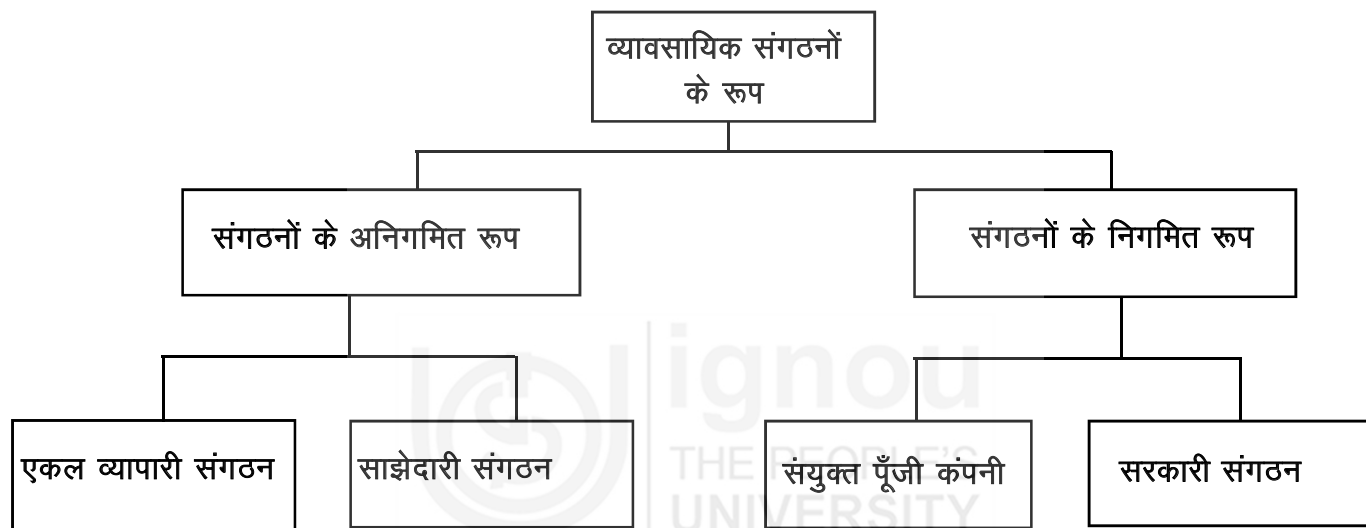 व्यावसायिक संगठनों
के रूप
संगठनों के अनिगमित रूप
संगठनों के निगमित रूप
एकल व्यापारी संगठन
साझेदारी संगठन
संयुक्त पूँजी कंपनी
सरकारी संगठन
ignou
THE PEOPLE'S
UNIVERSITY